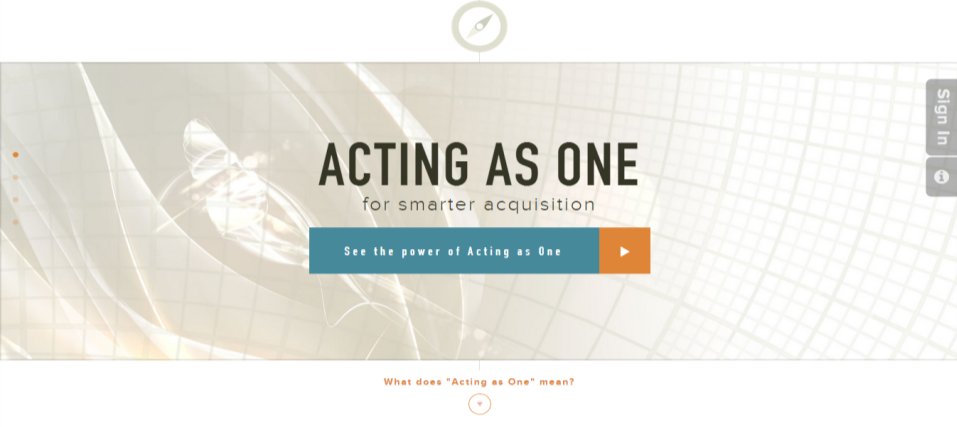 Sign In
ACTING AS ONE
for smarter acquisition
See the power of Acting as One
What does "Acting as One" mean?